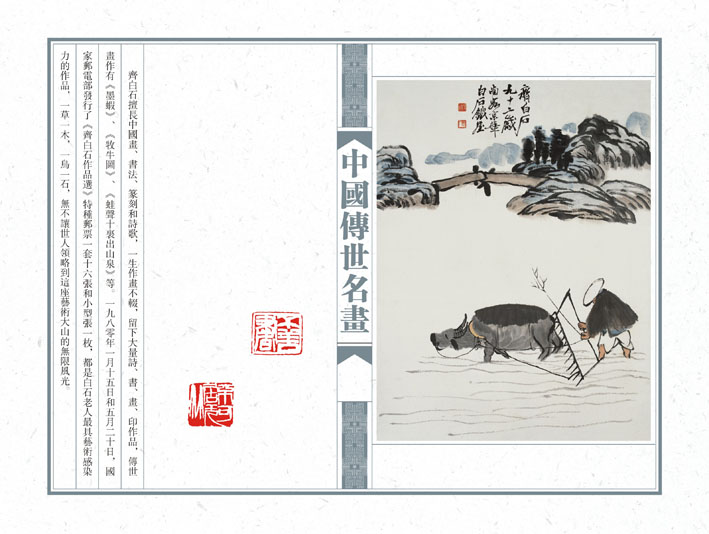 齊白石擅長中國畫、書法、篆刻和詩歌，一生作畫不輟，留下大量詩、書、畫、印作品，傳世
畫作有《墨蝦》、《牧牛圖》、《蛙聲十裏出山泉》等。一九八零年一月十五日和五月二十日，國
家郵電部發行了《齊白石作品選》特種郵票一套十六張和小型張一枚，都是白石老人最具藝術感染
力的作品，一草一木、一鳥一石，無不讓世人領略到這座藝術大山的無限風光。
中國傳世名畫
齊白石
九十二歲
白石鐵屋